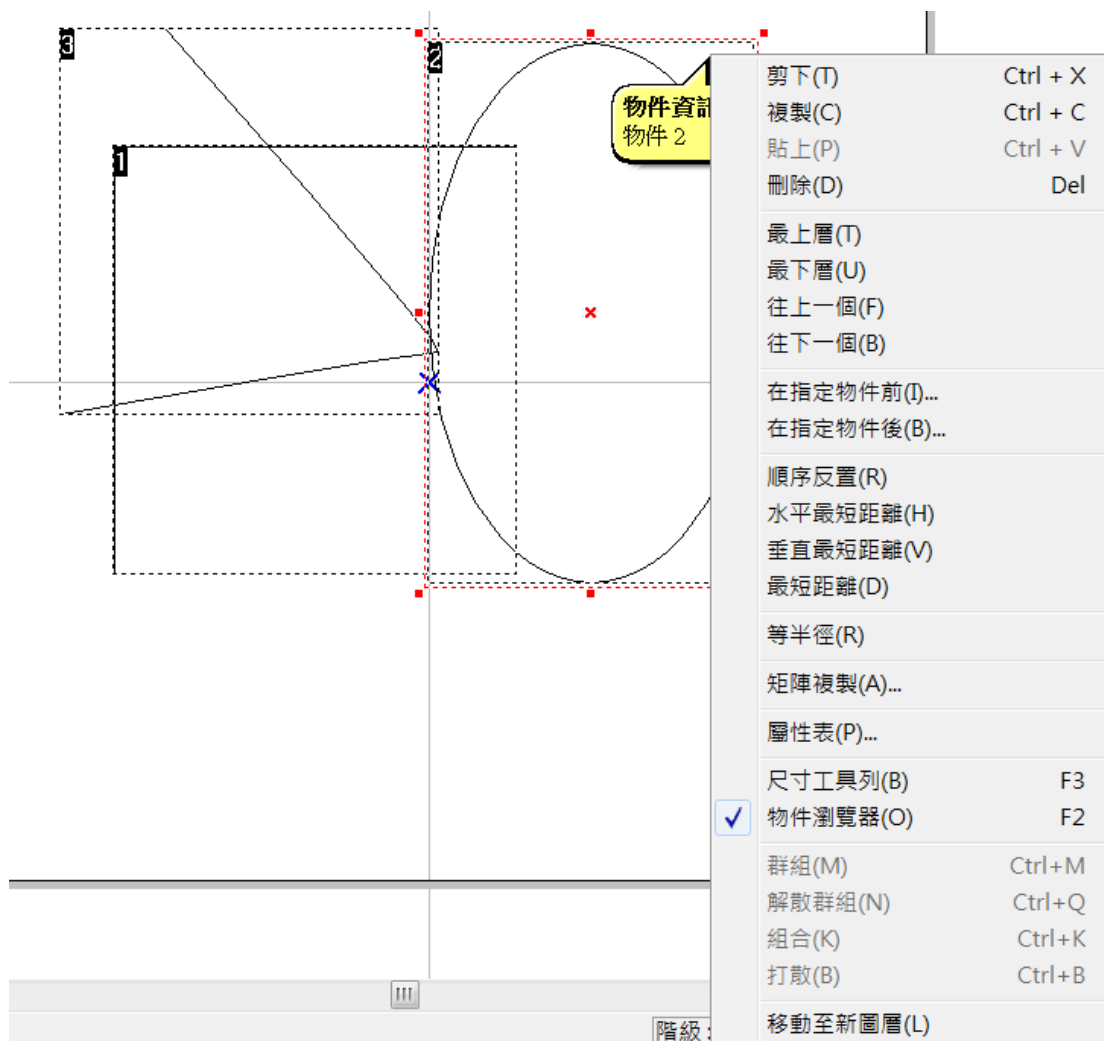 3
2
1
物件資訊
物件 2
剪下(T) Ctrl + X
複製(C) Ctrl + C
貼上(P) Ctrl + V
刪除(D) Del
最上層(T)
最下層(U)
往上一個(F)
往下一個(B)
在指定物件前(I)...
在指定物件後(B)...
順序反置(R)
水平最短距離(H)
垂直最短距離(V)
最短距離(D)
等半徑(R)
矩陣複製(A)...
屬性表(P)...
尺寸工具列(B) F3
物件瀏覽器(O) F2
群組(M) Ctrl+M
解散群組(N) Ctrl+Q
組合(K) Ctrl+K
打散(B) Ctrl+B
移動至新圖層(L)
階級: